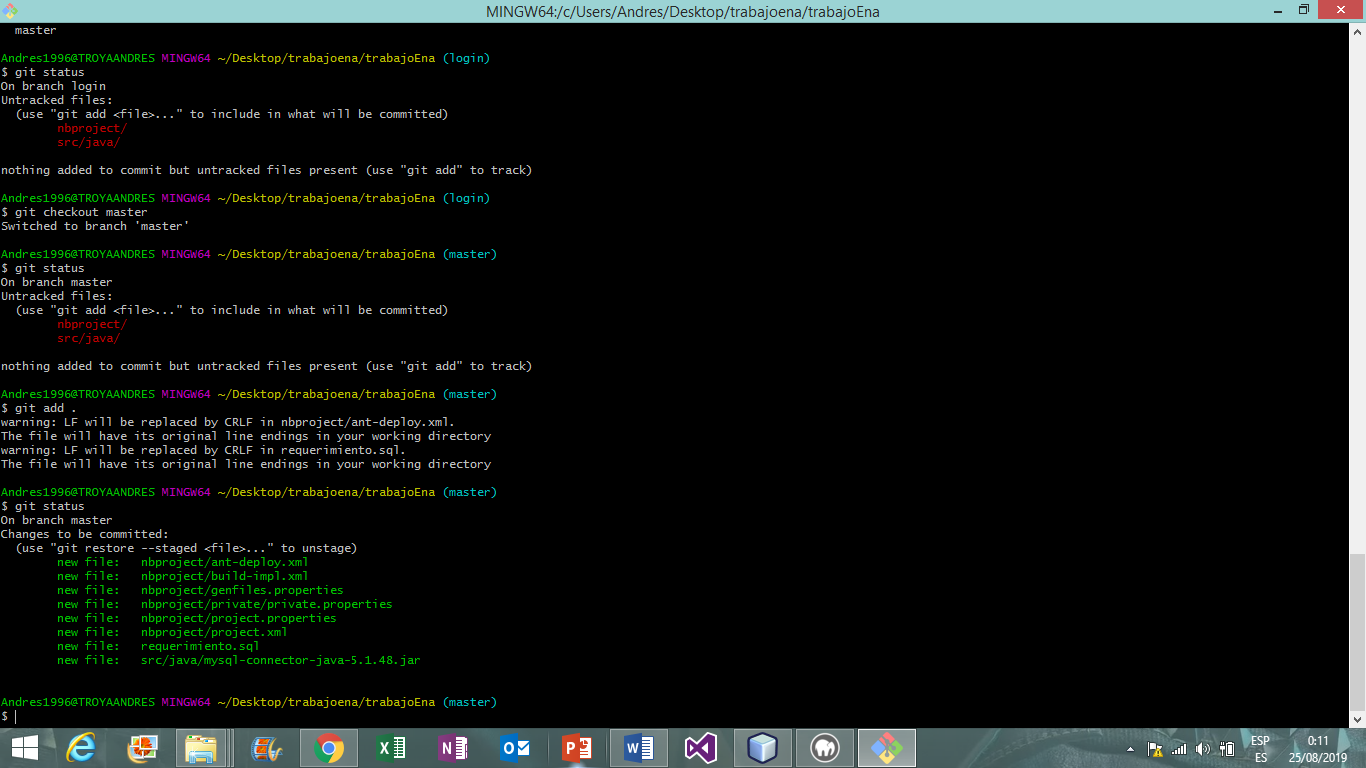 MINGW64:/c/Users/Andres/Desktop/trabajoena/trabajoEna
master
Andres1996@TROYAANDRES MINGW64 ~/Desktop/trabajoena/trabajoEna (login)
$ git status
On branch login
Untracked files:
(use "git add <file>..." to include in what will be committed)
nbproject/
src/java/
nothing added to commit but untracked files present (use "git add" to track)
Andres1996@TROYAANDRES MINGW64 ~/Desktop/trabajoena/trabajoEna (login)
$ git checkout master
Switched to branch 'master'
Andres1996@TROYAANDRES MINGW64 ~/Desktop/trabajoena/trabajoEna (master)
$ git status
On branch master
Untracked files:
(use "git add <file>..." to include in what will be committed)
nbproject/
src/java/
nothing added to commit but untracked files present (use "git add" to track)
Andres1996@TROYAANDRES MINGW64 ~/Desktop/trabajoena/trabajoEna (master)
$ git add .
warning: LF will be replaced by CRLF in nbproject/ant-deploy.xml.
The file will have its original line endings in your working directory
warning: LF will be replaced by CRLF in requerimiento.sql.
The file will have its original line endings in your working directory
Andres1996@TROYAANDRES MINGW64 ~/Desktop/trabajoena/trabajoEna (master)
$ git status
On branch master
Changes to be committed:
(use "git restore --staged <file>..." to unstage)
new file:   nbproject/ant-deploy.xml
new file:   nbproject/build-impl.xml
new file:   nbproject/genfiles.properties
new file:   nbproject/private/private.properties
new file:   nbproject/project.properties
new file:   nbproject/project.xml
new file:   requerimiento.sql
new file:   src/java/mysql-connector-java-5.1.48.jar
Andres1996@TROYAANDRES MINGW64 ~/Desktop/trabajoena/trabajoEna (master)
$
ESP
ES
0:11
25/08/2019